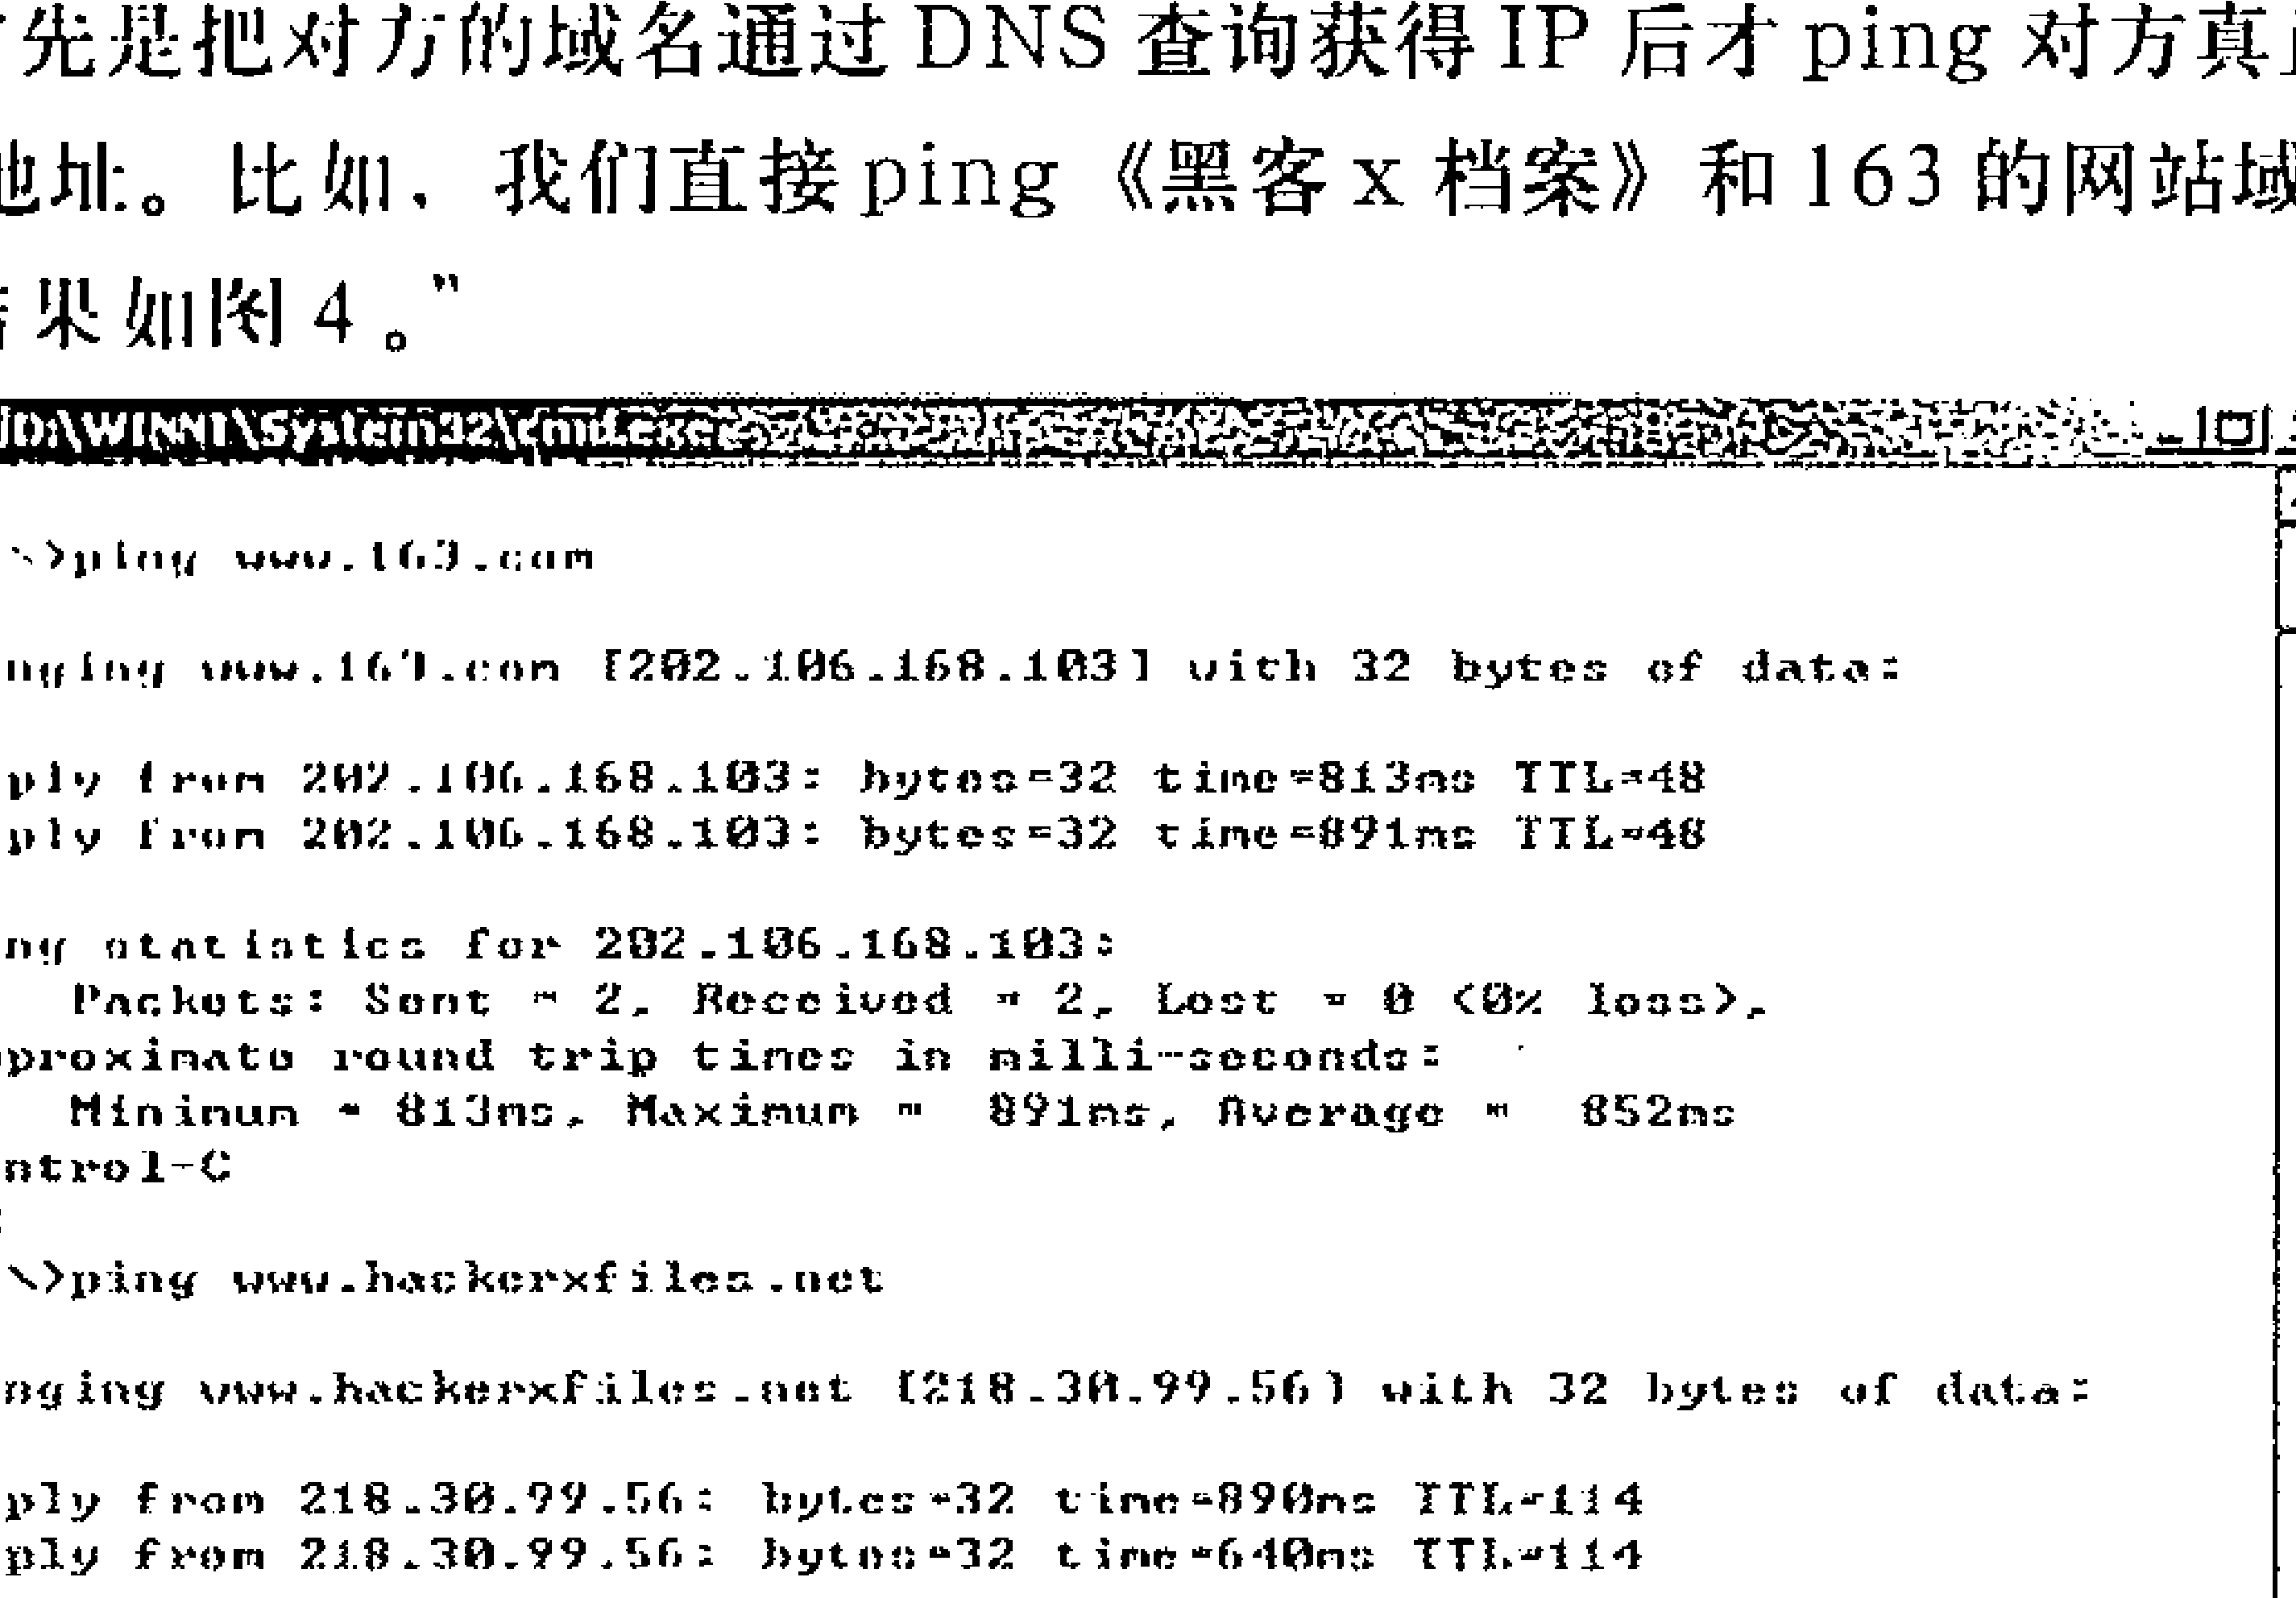 先是把对方的域名通过 DNS 查询获得 IP 后才 ping 对方真
地址。比如，我们直接 ping 《黑客 x 档案》和 163 的网站域
果如图 4 。”
D:\WINNT\System32\cmd.exe
\>ping www.163.com
nging www.163.com [202.106.168.103] with 32 bytes of data:
ply from 202.106.168.103: bytes=32 time=813ms TTL=48
ply from 202.106.168.103: bytes=32 time=891ms TTL=48
ng statistics for 202.106.168.103:
Packets: Sent = 2, Received = 2, Lost = 0 (0% loss),
proximate round trip times in milli-seconds:
Minimum = 813ms, Maximum =  891ms, Average =  852ms
ntrol-C
\>ping www.hackerxfiles.net
nging www.hackerxfiles.net [218.30.99.56] with 32 bytes of data:
ply from 218.30.99.56: bytes=32 time=890ms TTL=114
ply from 218.30.99.56: bytes=32 time=640ms TTL=114